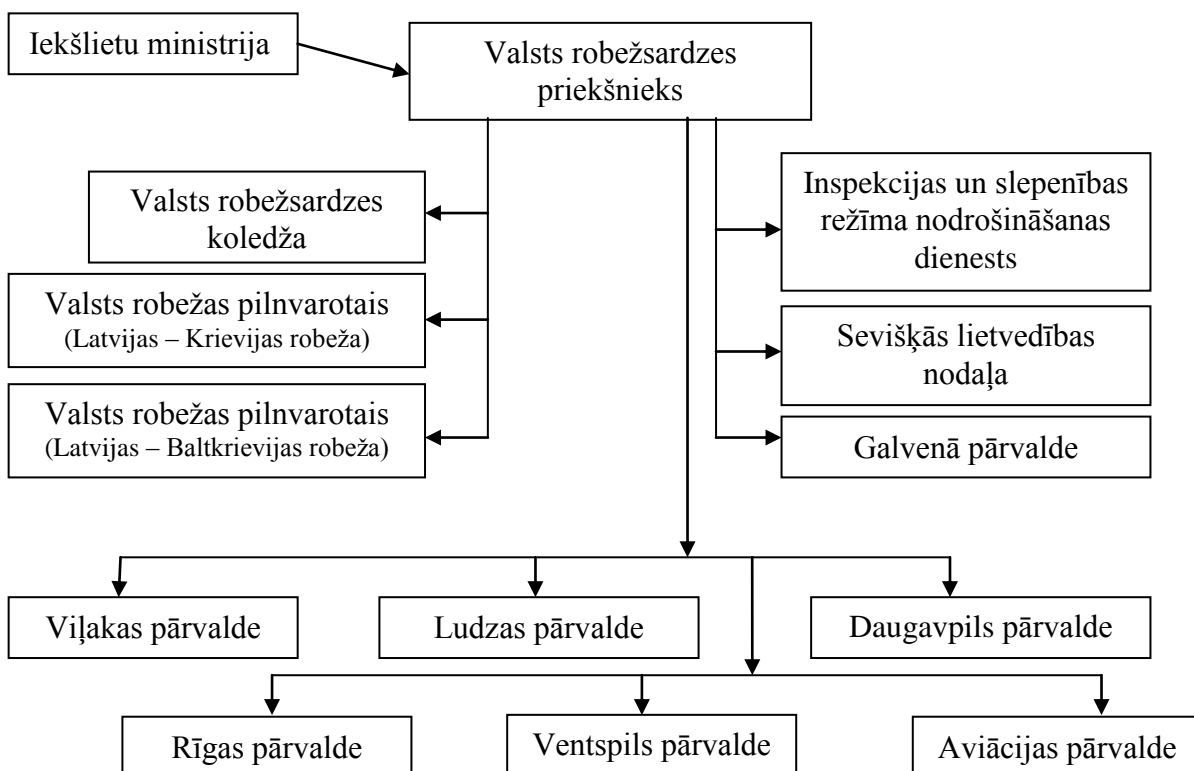 Iekšlietu ministrija
Valsts robežsardzes
priekšnieks
Valsts robežsardzes
koledža
Valsts robežas pilnvarotais
(Latvijas – Krievijas robeža)
Valsts robežas pilnvarotais
(Latvijas – Baltkrievijas robeža)
Inspekcijas un slepenības
režīma nodrošināšanas
dienests
Sevišķās lietvedības
nodaļa
Galvenā pārvalde
Viļakas pārvalde
Ludzas pārvalde
Daugavpils pārvalde
Rīgas pārvalde
Ventspils pārvalde
Aviācijas pārvalde